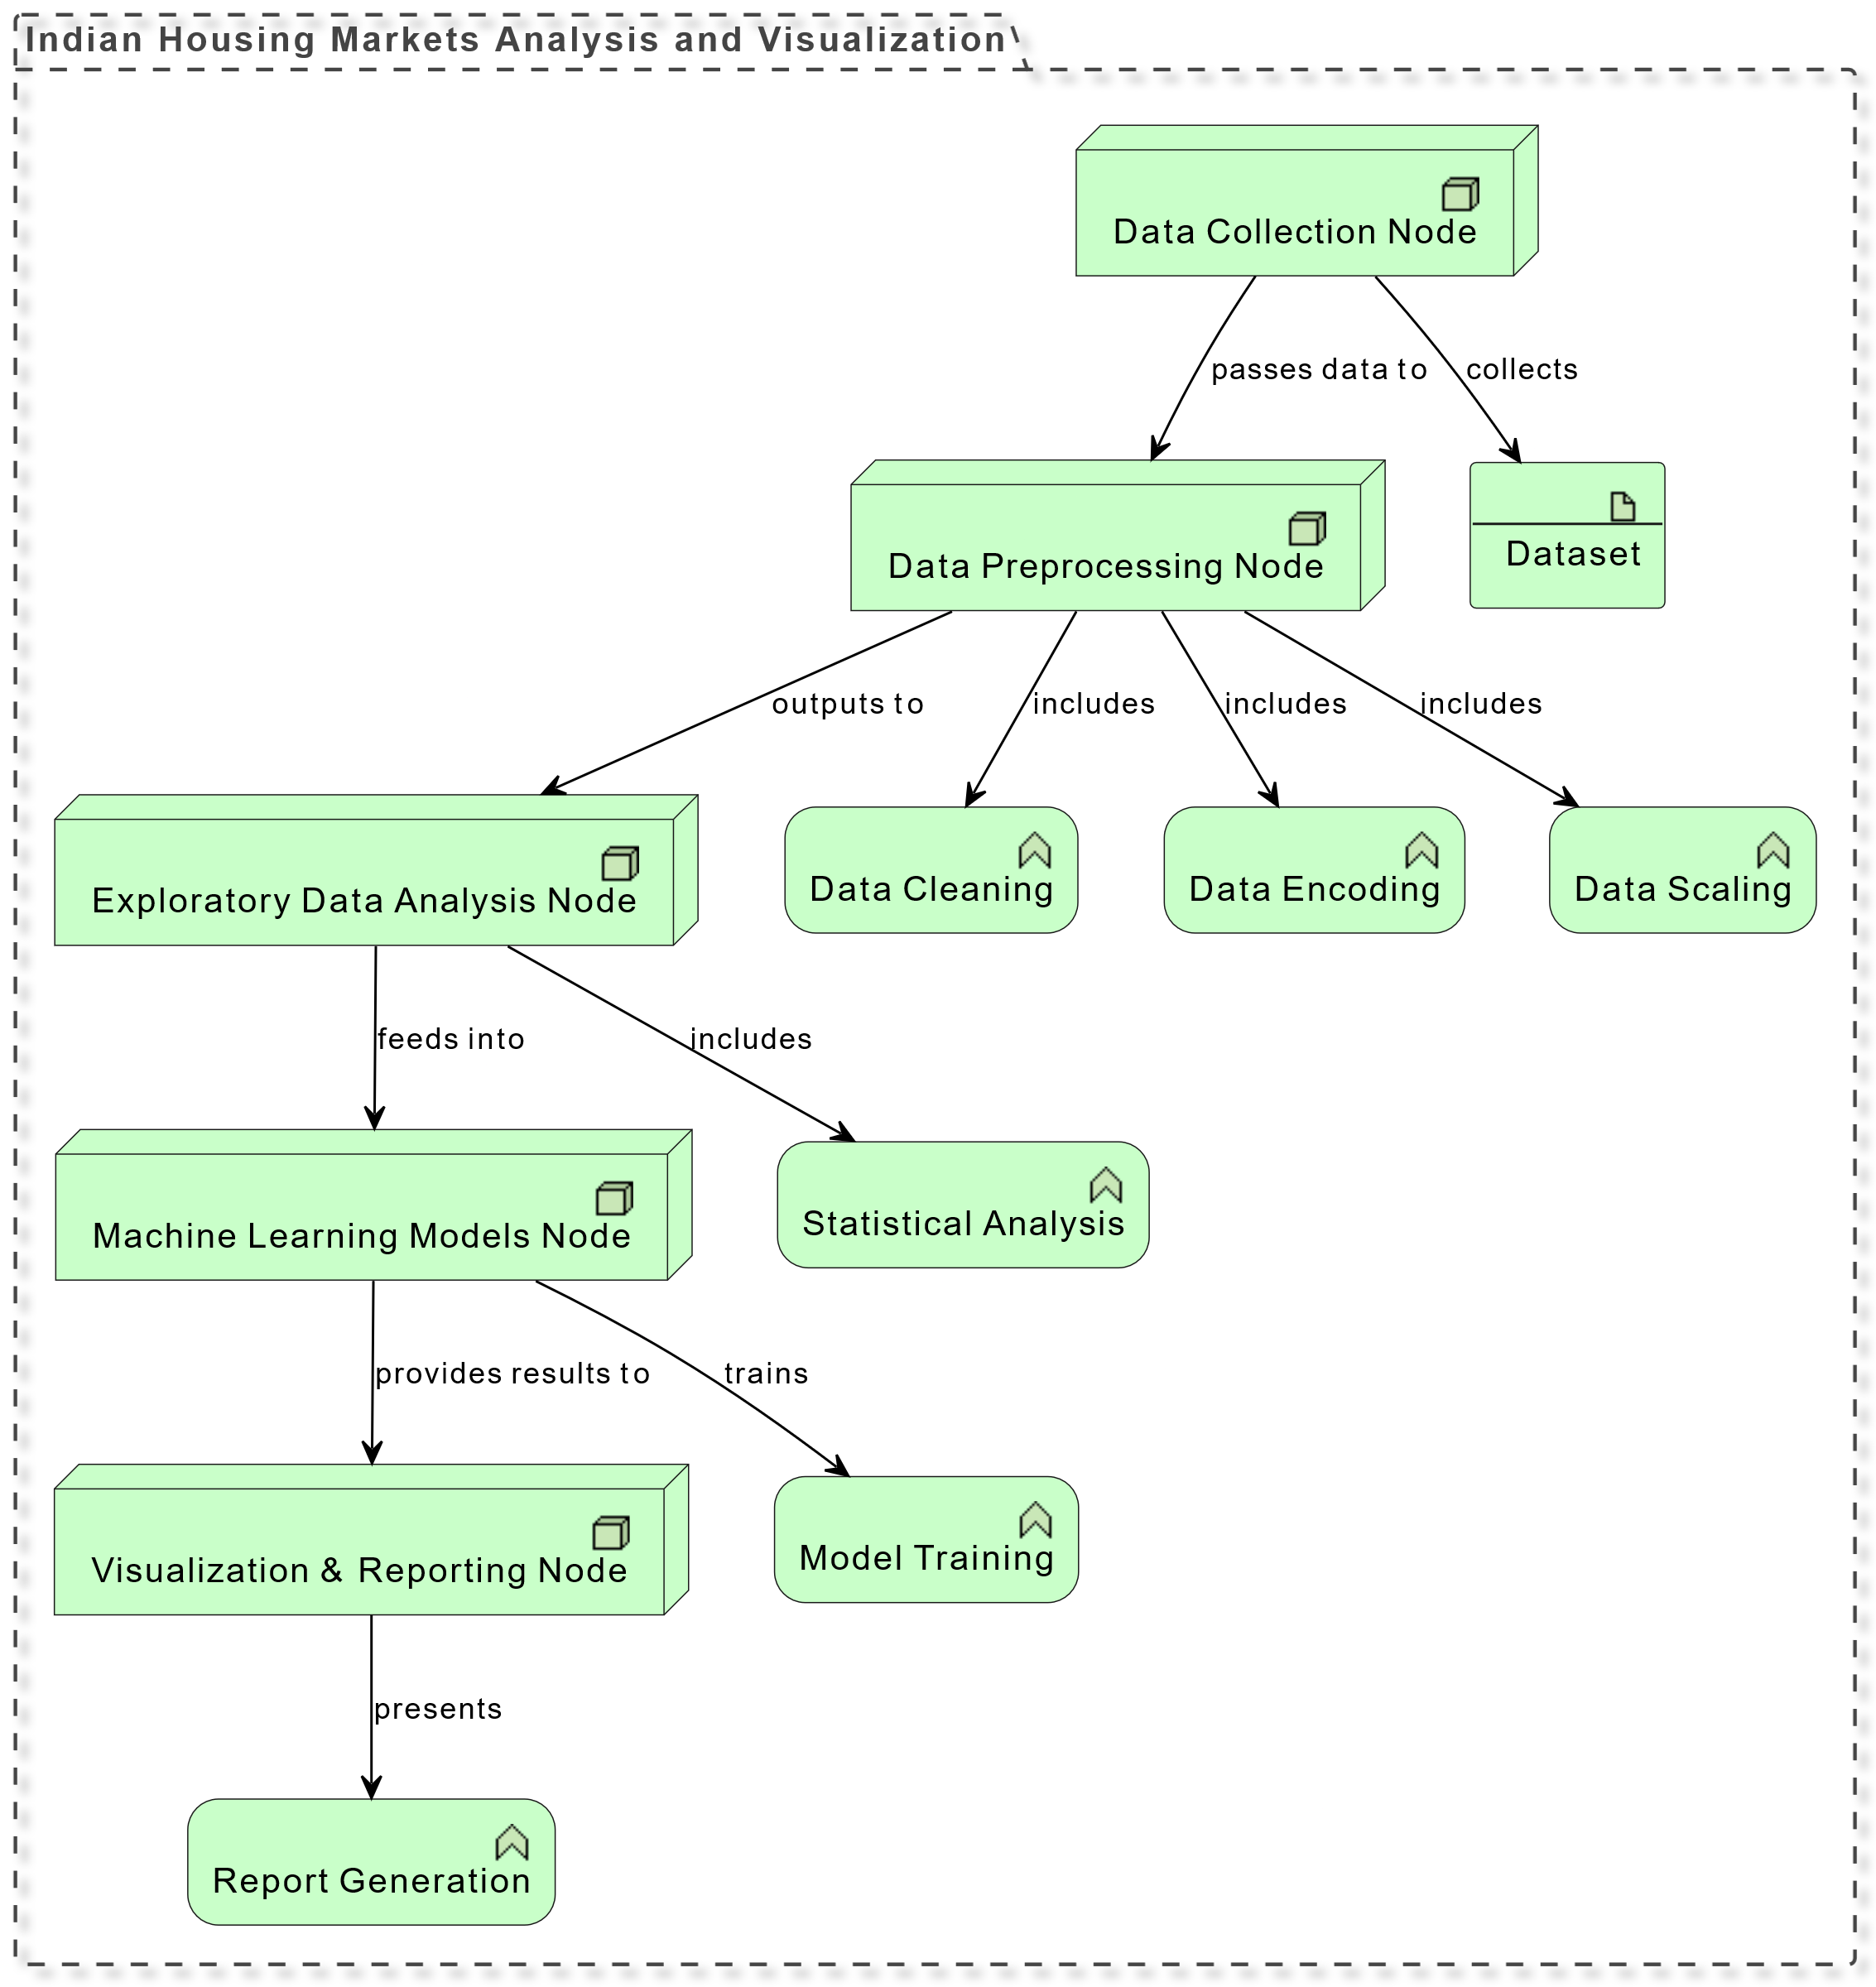 Indian Housing Markets Analysis and Visualization
Data Collection Node
passes data to
collects
Data Preprocessing Node
Dataset
outputs to
includes
includes
includes
Exploratory Data Analysis Node
Data Cleaning
Data Encoding
Data Scaling
feeds into
includes
Machine Learning Models Node
Statistical Analysis
provides results to
trains
Visualization & Reporting Node
Model Training
presents
Report Generation